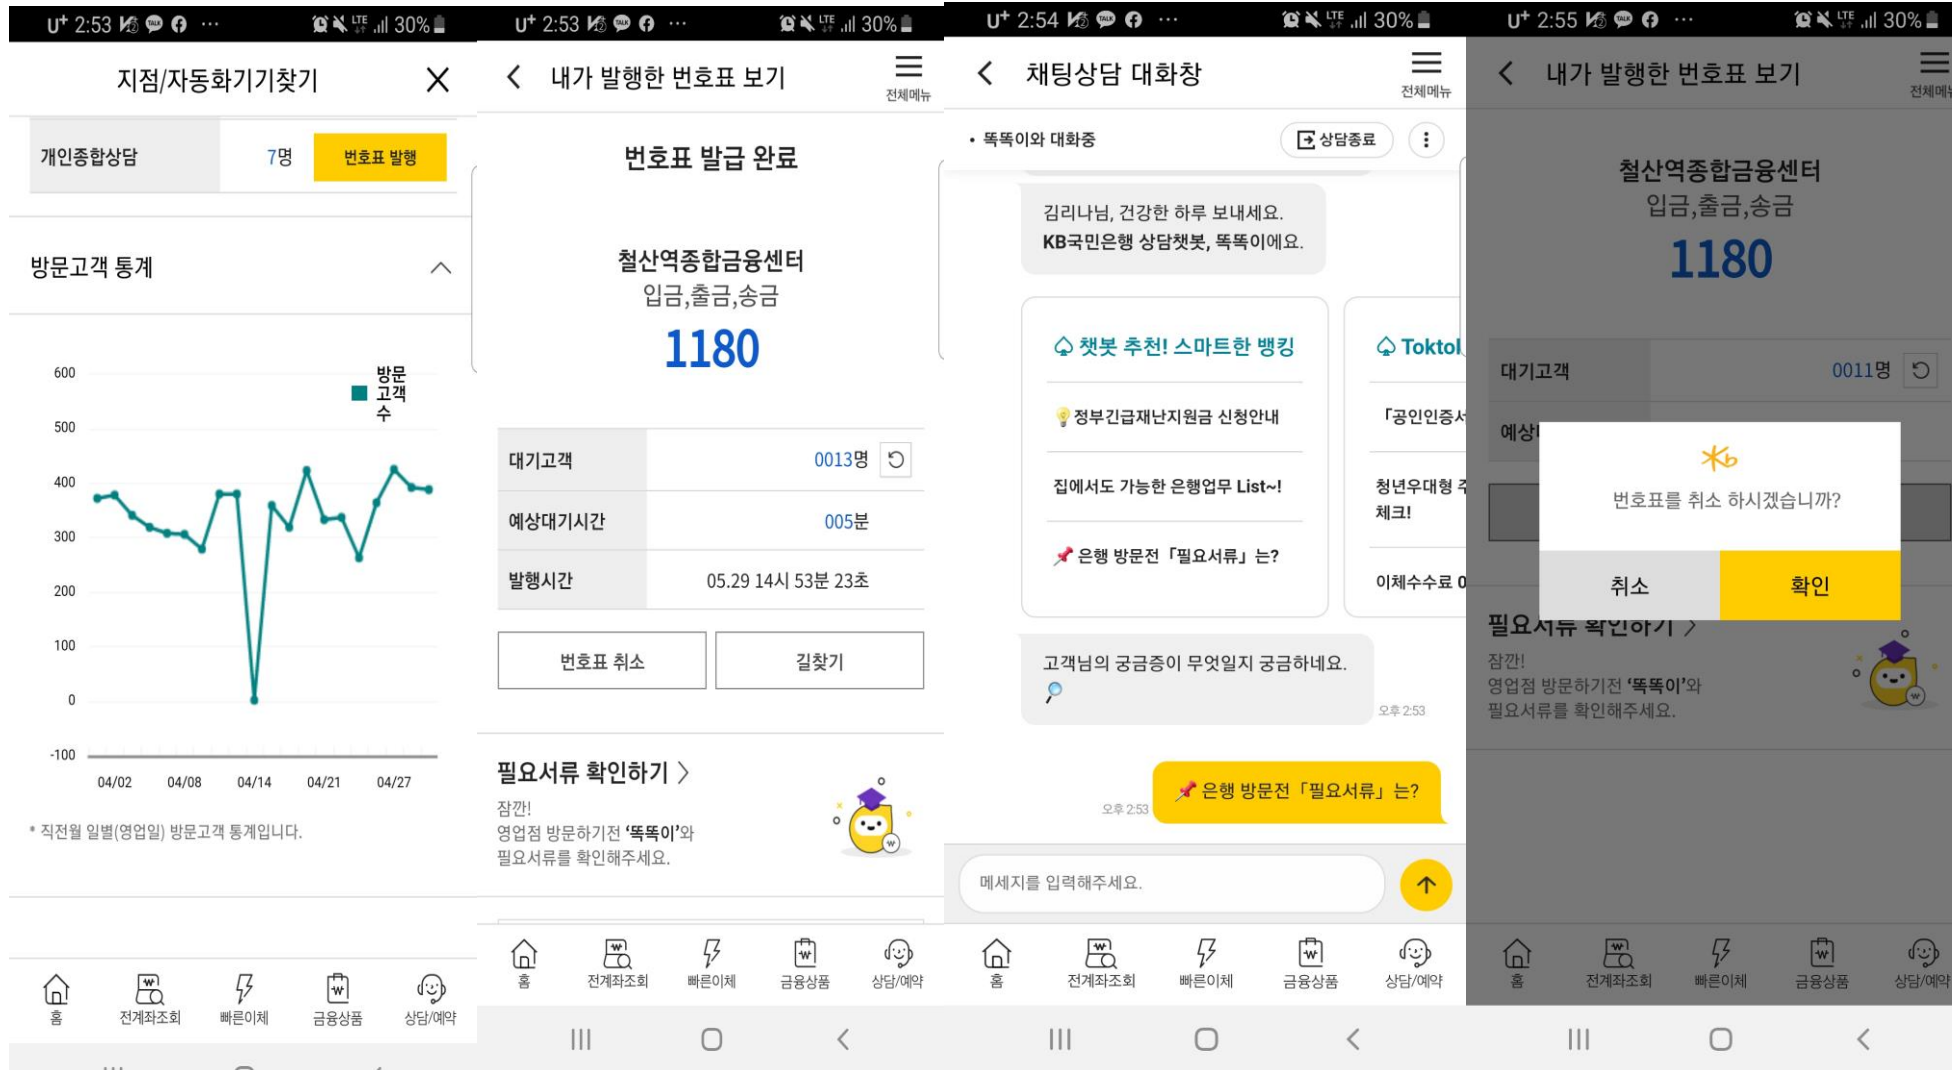 U+ 2:53 TALK ··· LTE 30%
지점/자동화기기찾기
개인종합상담 7명 번호표 발행
방문고객 통계
600
방문
고객
수
500
400
300
200
100
0
-100
04/02 04/08 04/14 04/21 04/27
* 직전월 일별(영업일) 방문고객 통계입니다.
홈 전계좌조회 빠른이체 금융상품 상담/예약
U+ 2:53 TALK ··· LTE 30%
내가 발행한 번호표 보기
전체메뉴
번호표 발급 완료
철산역종합금융센터
입금,출금,송금
1180
대기고객 0013명
예상대기시간 005분
발행시간 05.29 14시 53분 23초
번호표 취소 길찾기
필요서류 확인하기 〉
잠깐!
영업점 방문하기전 ‘똑똑이’와
필요서류를 확인해주세요.
홈 전계좌조회 빠른이체 금융상품 상담/예약
U+ 2:54 TALK ··· LTE 30%
채팅상담 대화창
전체메뉴
• 똑똑이와 대화중 상담종료
김리나님, 건강한 하루 보내세요.
KB국민은행 상담챗봇, 똑똑이에요.
챗봇 추천! 스마트한 뱅킹
정부긴급재난지원금 신청안내
집에서도 가능한 은행업무 List~!
은행 방문전「필요서류」는?
Toktol
「공인인증서
청년우대형 주
체크!
이체수수료 0
고객님의 궁금증이 무엇일지 궁금하네요.
오후 2:53
은행 방문전「필요서류」는?
오후 2:53
메세지를 입력해주세요.
홈 전계좌조회 빠른이체 금융상품 상담/예약
U+ 2:55 TALK ··· LTE 30%
내가 발행한 번호표 보기
전체메뉴
철산역종합금융센터
입금,출금,송금
1180
대기고객 0011명
예상
Kb
번호표를 취소 하시겠습니까?
취소 확인
필요서류 확인하기 〉
잠깐!
영업점 방문하기전 ‘똑똑이’와
필요서류를 확인해주세요.
홈 전계좌조회 빠른이체 금융상품 상담/예약